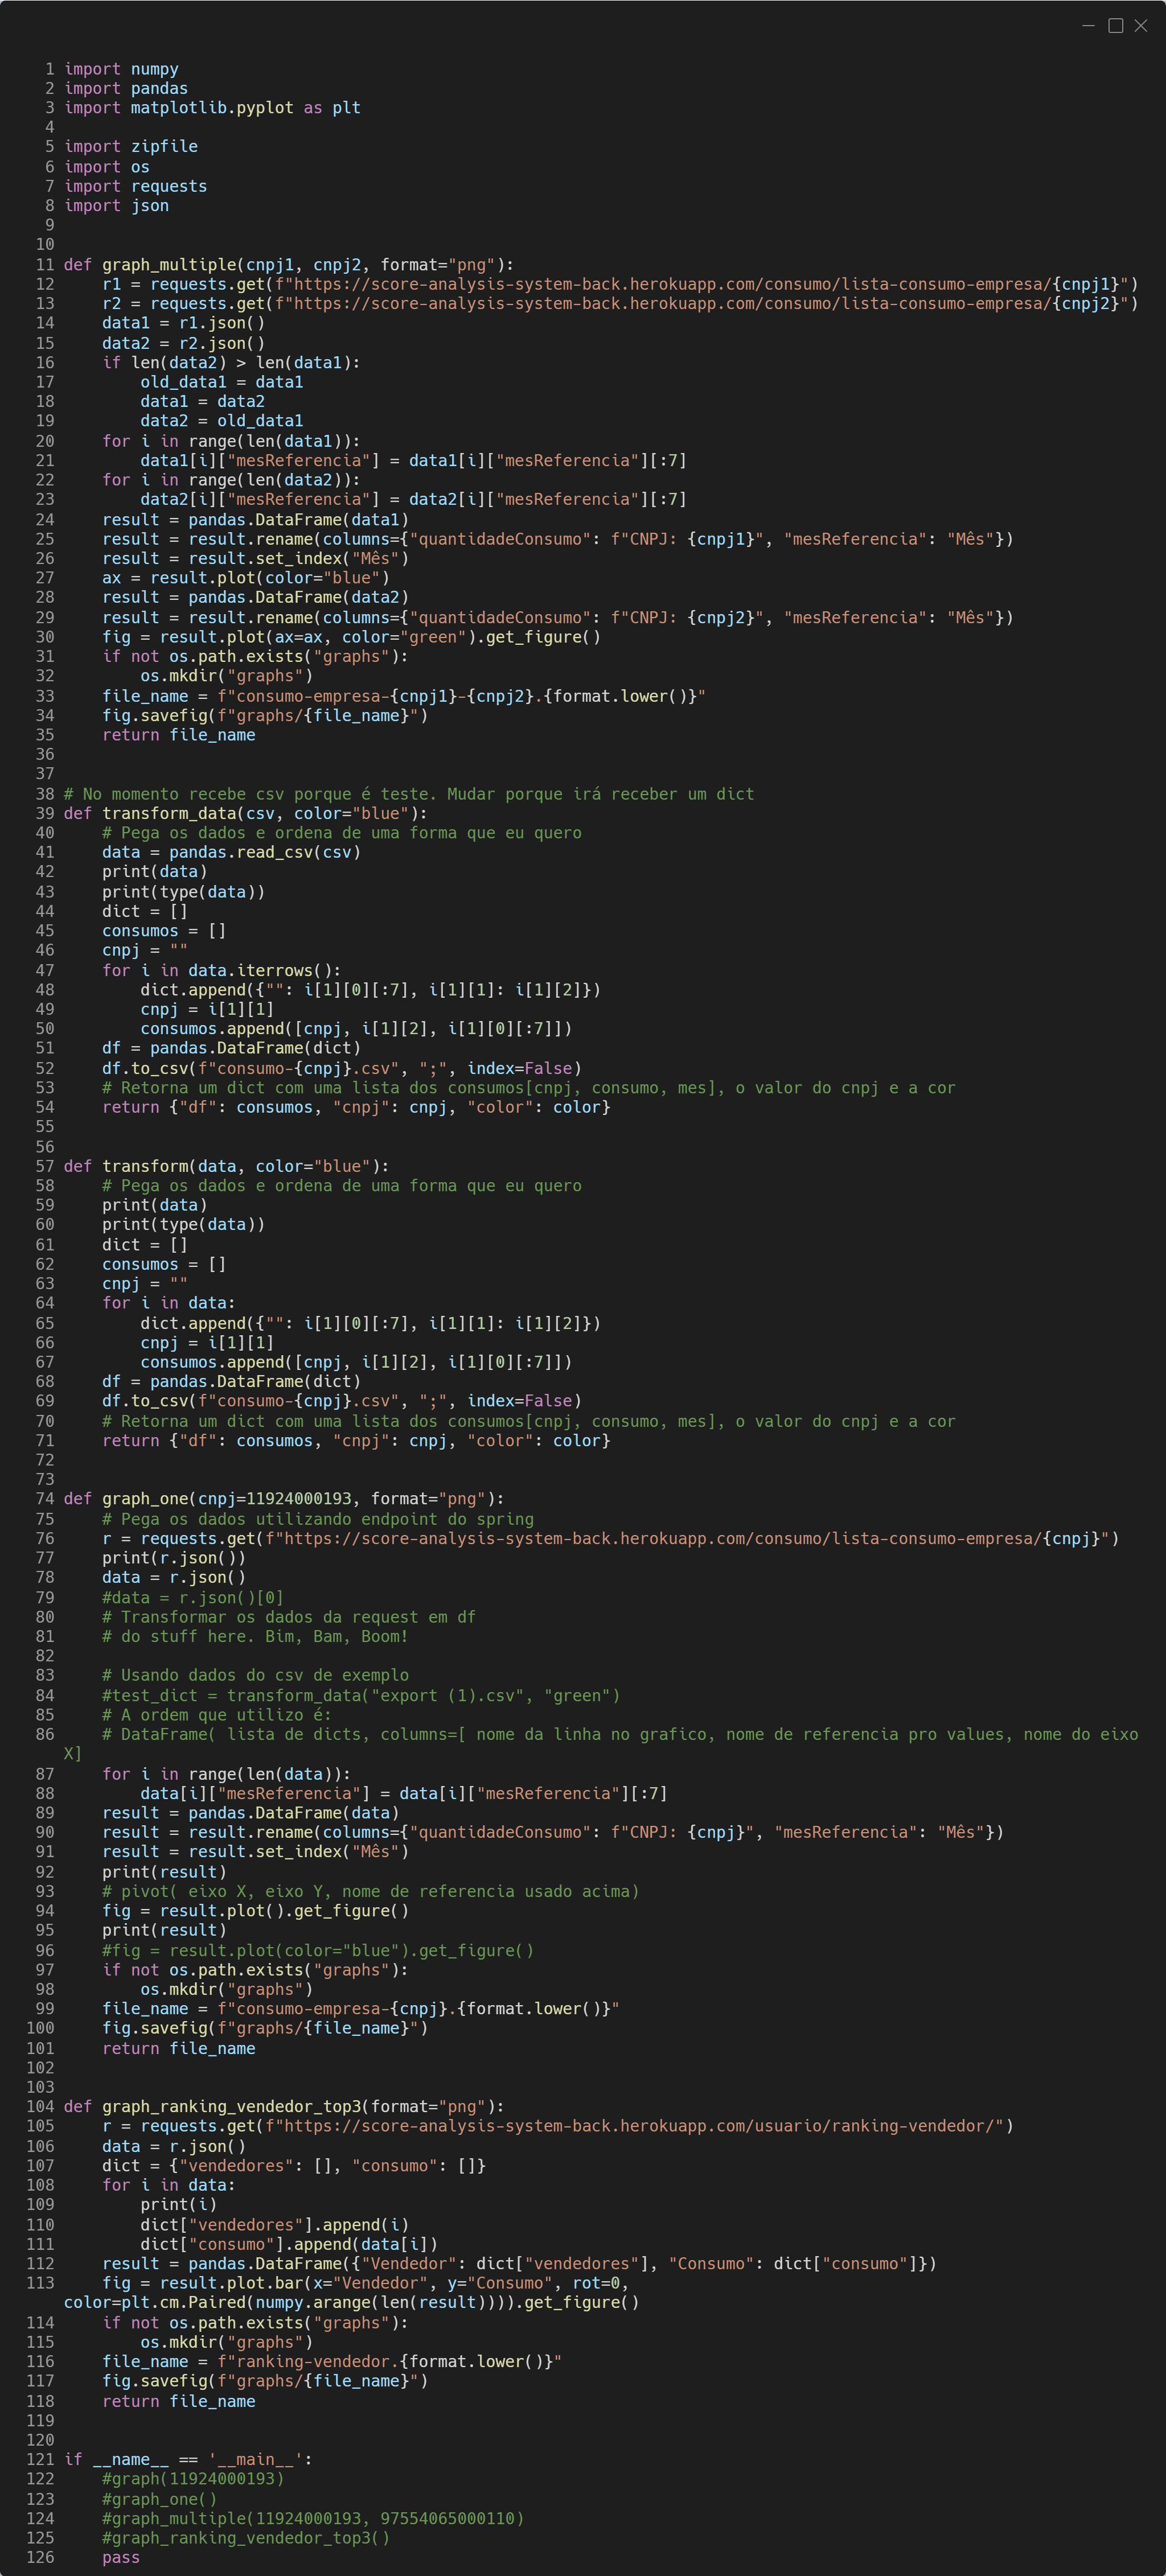 1 import numpy
2 import pandas
3 import matplotlib.pyplot as plt
4
5 import zipfile
6 import os
7 import requests
8 import json
9
10
11 def graph_multiple(cnpj1, cnpj2, format="png"):
12     r1 = requests.get(f"https://score-analysis-system-back.herokuapp.com/consumo/lista-consumo-empresa/{cnpj1}")
13     r2 = requests.get(f"https://score-analysis-system-back.herokuapp.com/consumo/lista-consumo-empresa/{cnpj2}")
14     data1 = r1.json()
15     data2 = r2.json()
16     if len(data2) > len(data1):
17         old_data1 = data1
18         data1 = data2
19         data2 = old_data1
20     for i in range(len(data1)):
21         data1[i]["mesReferencia"] = data1[i]["mesReferencia"][:7]
22     for i in range(len(data2)):
23         data2[i]["mesReferencia"] = data2[i]["mesReferencia"][:7]
24     result = pandas.DataFrame(data1)
25     result = result.rename(columns={"quantidadeConsumo": f"CNPJ: {cnpj1}", "mesReferencia": "Mês"})
26     result = result.set_index("Mês")
27     ax = result.plot(color="blue")
28     result = pandas.DataFrame(data2)
29     result = result.rename(columns={"quantidadeConsumo": f"CNPJ: {cnpj2}", "mesReferencia": "Mês"})
30     fig = result.plot(ax=ax, color="green").get_figure()
31     if not os.path.exists("graphs"):
32         os.mkdir("graphs")
33     file_name = f"consumo-empresa-{cnpj1}-{cnpj2}.{format.lower()}"
34     fig.savefig(f"graphs/{file_name}")
35     return file_name
36
37
38 # No momento recebe csv porque é teste. Mudar porque irá receber um dict
39 def transform_data(csv, color="blue"):
40     # Pega os dados e ordena de uma forma que eu quero
41     data = pandas.read_csv(csv)
42     print(data)
43     print(type(data))
44     dict = []
45     consumos = []
46     cnpj = ""
47     for i in data.iterrows():
48         dict.append({"": i[1][0][:7], i[1][1]: i[1][2]})
49         cnpj = i[1][1]
50         consumos.append([cnpj, i[1][2], i[1][0][:7]])
51     df = pandas.DataFrame(dict)
52     df.to_csv(f"consumo-{cnpj}.csv", ";", index=False)
53     # Retorna um dict com uma lista dos consumos[cnpj, consumo, mes], o valor do cnpj e a cor
54     return {"df": consumos, "cnpj": cnpj, "color": color}
55
56
57 def transform(data, color="blue"):
58     # Pega os dados e ordena de uma forma que eu quero
59     print(data)
60     print(type(data))
61     dict = []
62     consumos = []
63     cnpj = ""
64     for i in data:
65         dict.append({"": i[1][0][:7], i[1][1]: i[1][2]})
66         cnpj = i[1][1]
67         consumos.append([cnpj, i[1][2], i[1][0][:7]])
68     df = pandas.DataFrame(dict)
69     df.to_csv(f"consumo-{cnpj}.csv", ";", index=False)
70     # Retorna um dict com uma lista dos consumos[cnpj, consumo, mes], o valor do cnpj e a cor
71     return {"df": consumos, "cnpj": cnpj, "color": color}
72
73
74 def graph_one(cnpj=11924000193, format="png"):
75     # Pega os dados utilizando endpoint do spring
76     r = requests.get(f"https://score-analysis-system-back.herokuapp.com/consumo/lista-consumo-empresa/{cnpj}")
77     print(r.json())
78     data = r.json()
79     #data = r.json()[0]
80     # Transformar os dados da request em df
81     # do stuff here. Bim, Bam, Boom!
82
83     # Usando dados do csv de exemplo
84     #test_dict = transform_data("export (1).csv", "green")
85     # A ordem que utilizo é:
86     # DataFrame( lista de dicts, columns=[ nome da linha no grafico, nome de referencia pro values, nome do eixo
X]
87     for i in range(len(data)):
88         data[i]["mesReferencia"] = data[i]["mesReferencia"][:7]
89     result = pandas.DataFrame(data)
90     result = result.rename(columns={"quantidadeConsumo": f"CNPJ: {cnpj}", "mesReferencia": "Mês"})
91     result = result.set_index("Mês")
92     print(result)
93     # pivot( eixo X, eixo Y, nome de referencia usado acima)
94     fig = result.plot().get_figure()
95     print(result)
96     #fig = result.plot(color="blue").get_figure()
97     if not os.path.exists("graphs"):
98         os.mkdir("graphs")
99     file_name = f"consumo-empresa-{cnpj}.{format.lower()}"
100     fig.savefig(f"graphs/{file_name}")
101     return file_name
102
103
104 def graph_ranking_vendedor_top3(format="png"):
105     r = requests.get(f"https://score-analysis-system-back.herokuapp.com/usuario/ranking-vendedor/")
106     data = r.json()
107     dict = {"vendedores": [], "consumo": []}
108     for i in data:
109         print(i)
110         dict["vendedores"].append(i)
111         dict["consumo"].append(data[i])
112     result = pandas.DataFrame({"Vendedor": dict["vendedores"], "Consumo": dict["consumo"]})
113     fig = result.plot.bar(x="Vendedor", y="Consumo", rot=0,
color=plt.cm.Paired(numpy.arange(len(result)))).get_figure()
114     if not os.path.exists("graphs"):
115         os.mkdir("graphs")
116     file_name = f"ranking-vendedor.{format.lower()}"
117     fig.savefig(f"graphs/{file_name}")
118     return file_name
119
120
121 if __name__ == '__main__':
122     #graph(11924000193)
123     #graph_one()
124     #graph_multiple(11924000193, 97554065000110)
125     #graph_ranking_vendedor_top3()
126     pass